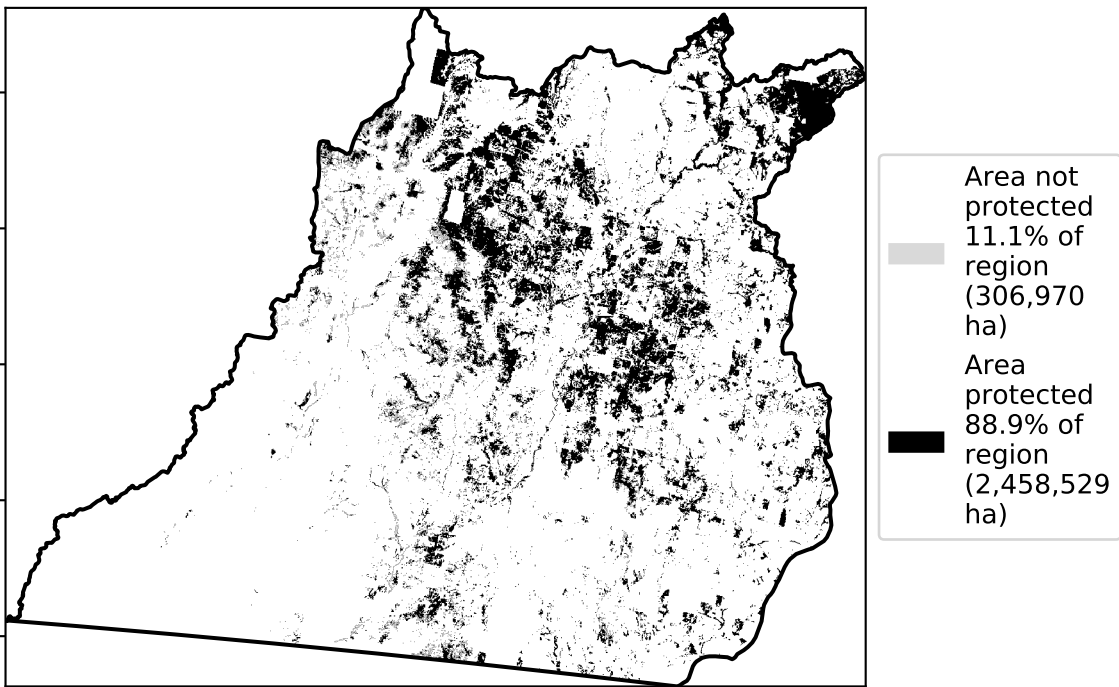 Area not
protected
11.1% of
region
(306,970
ha)
Area
protected
88.9% of
region
(2,458,529
ha)